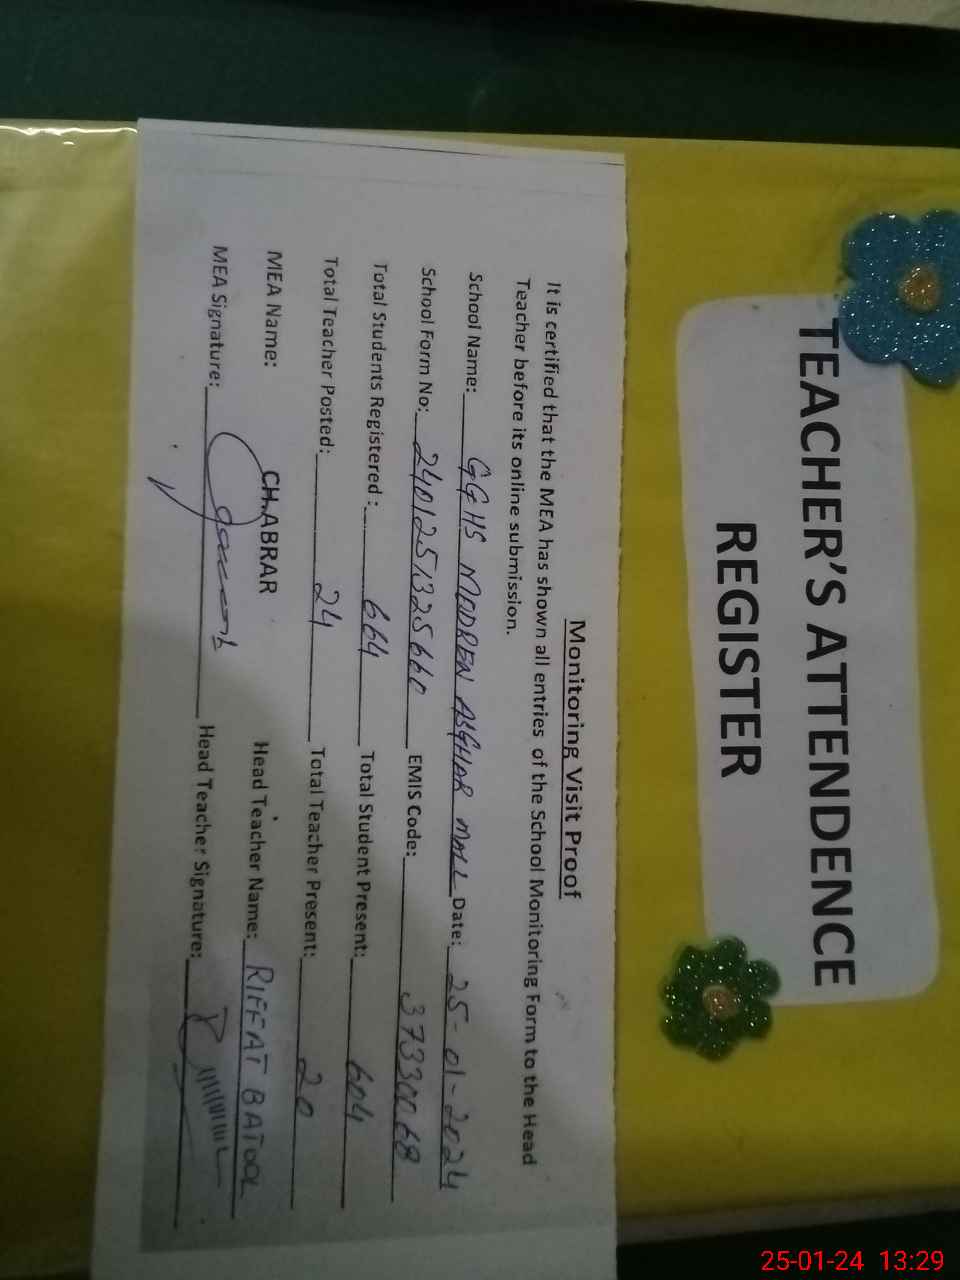 TEACHER'S ATTENDENCE
REGISTER
Monitoring Visit Proof
It is certified that the MEA has shown all entries of the School Monitoring Form to the Head
Teacher before its online submission.
School Name: GGHS MODREN ASGHAR MALL Date: 25-01-2024
School Form No: 2401251325660 EMIS Code: 37330068
Total Students Registered : 664 Total Student Present: 604
Total Teacher Posted: 24 Total Teacher Present: 20
MEA Name: CH.ABRAR Head Teacher Name: RIFFAT BATOOL
MEA Signature: Head Teacher Signature:
25-01-24 13:29